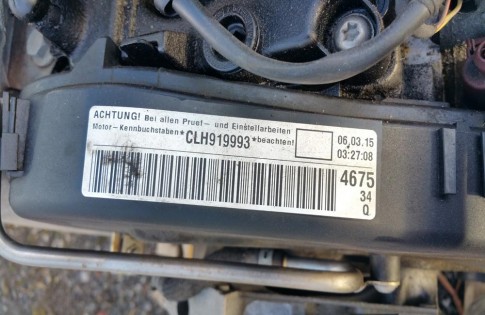 ACHTUNG! Bei allen Pruef- und Einstellarbeiten
Motor-Kennbuchstaben *CLH919993* beachten!
06.03.15
03:27:08
4675
34
Q